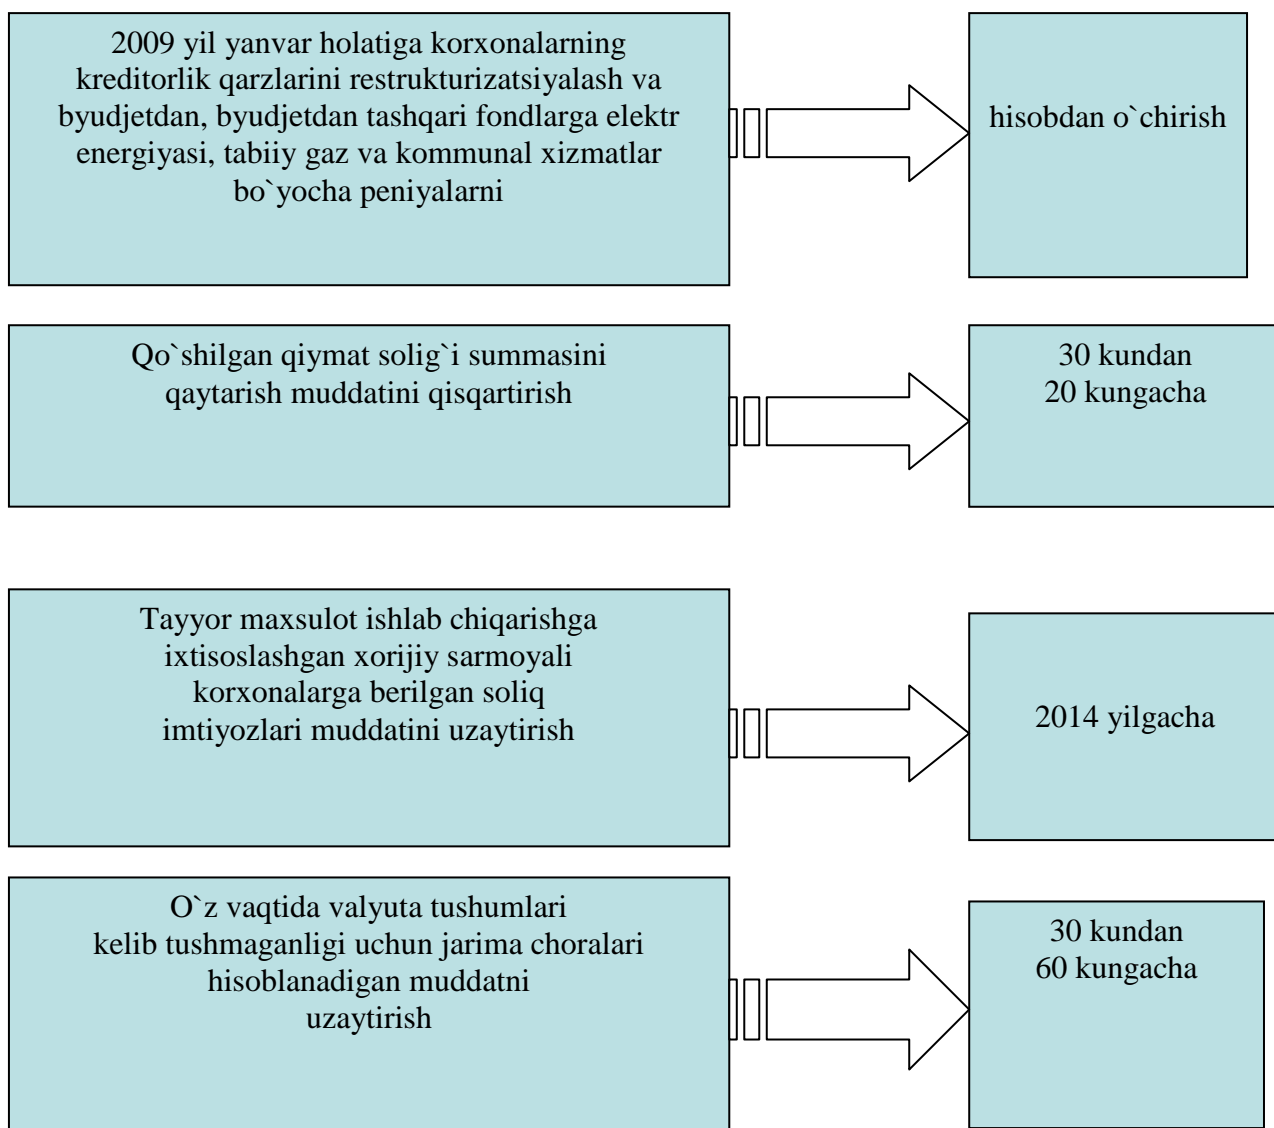 2009 yil yanvar holatiga korxonalarning
kreditorlik qarzlarini restrukturizatsiyalash va
byudjetdan, byudjetdan tashqari fondlarga elektr
energiyasi, tabiiy gaz va kommunal xizmatlar
bo`yocha peniyalarni
hisobdan o`chirish
Qo`shilgan qiymat solig`i summasini
qaytarish muddatini qisqartirish
30 kundan
20 kungacha
Tayyor maxsulot ishlab chiqarishga
ixtisoslashgan xorijiy sarmoyali
korxonalarga berilgan soliq
imtiyozlari muddatini uzaytirish
2014 yilgacha
O`z vaqtida valyuta tushumlari
kelib tushmaganligi uchun jarima choralari
hisoblanadigan muddatni
uzaytirish
30 kundan
60 kungacha